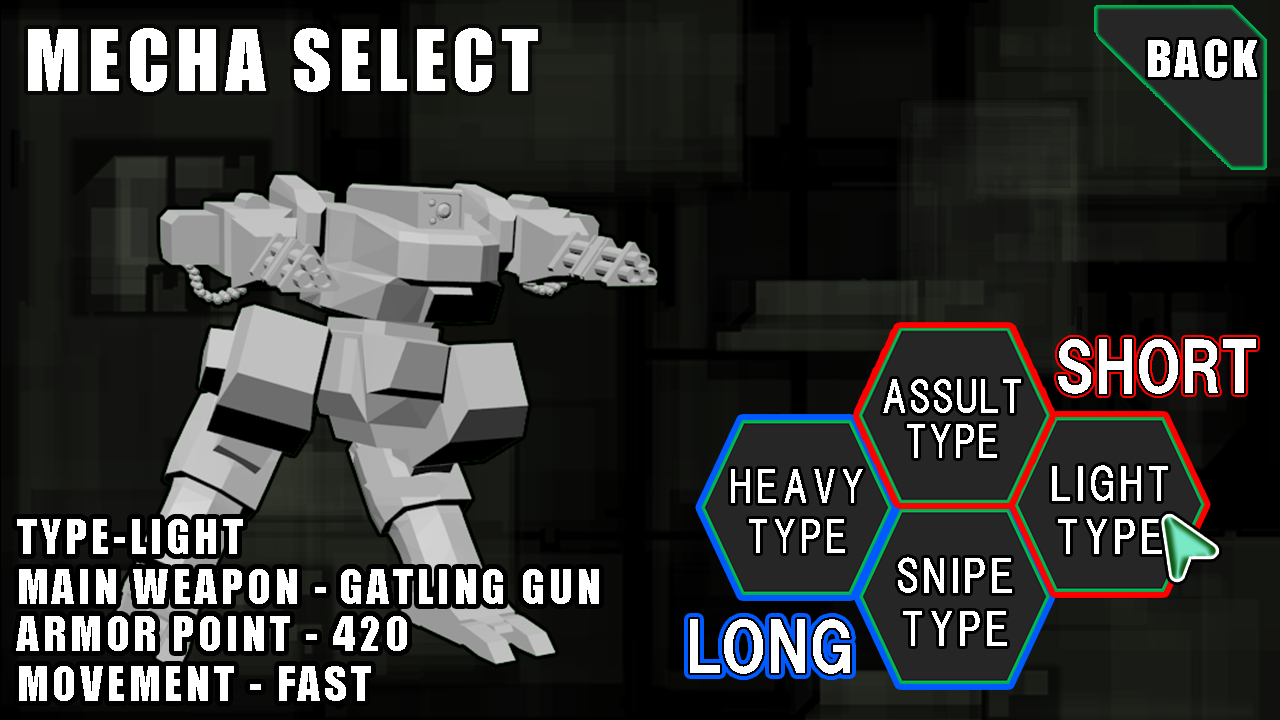 MECHA SELECT
BACK
SHORT
ASSULT
TYPE
HEAVY
TYPE
LIGHT
TYPE
SNIPE
TYPE
LONG
TYPE-LIGHT
MAIN WEAPON - GATLING GUN
ARMOR POINT - 420
MOVEMENT - FAST